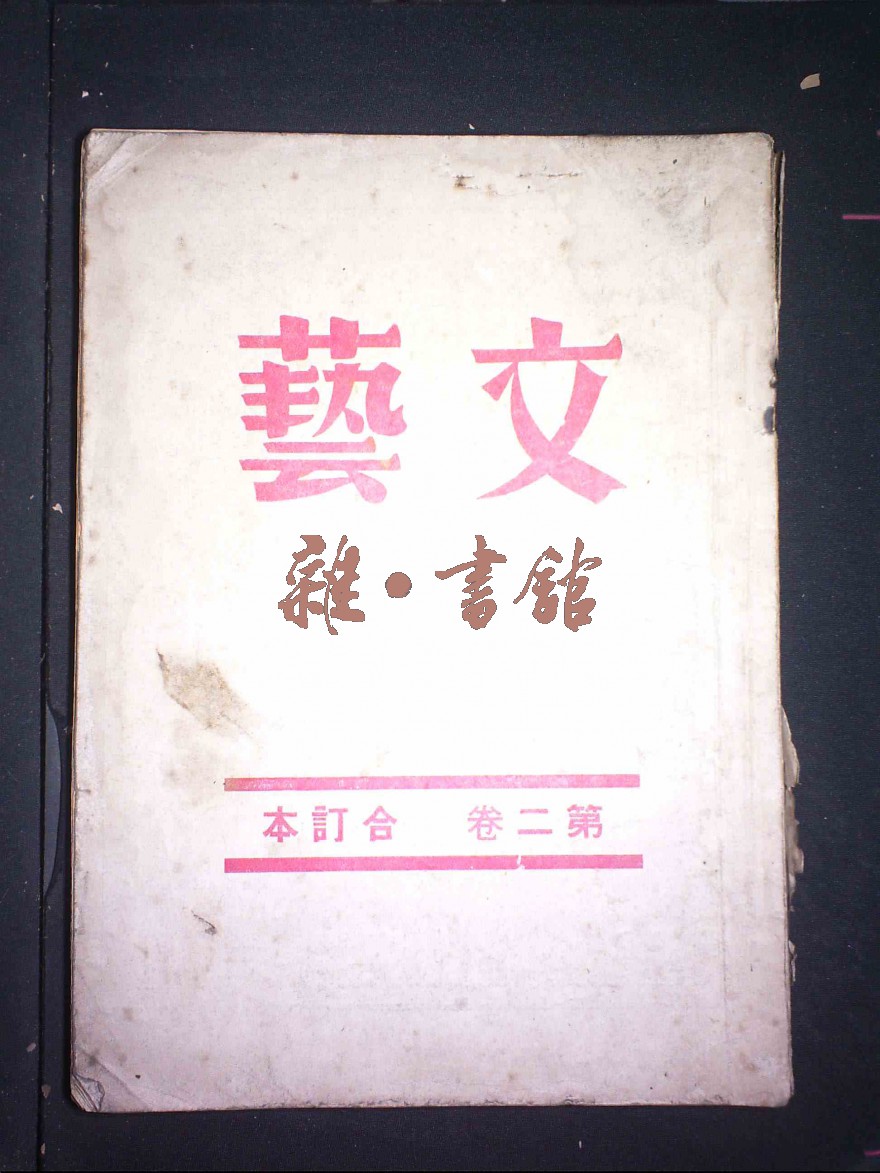 文藝
雜·書館
第二卷 合訂本